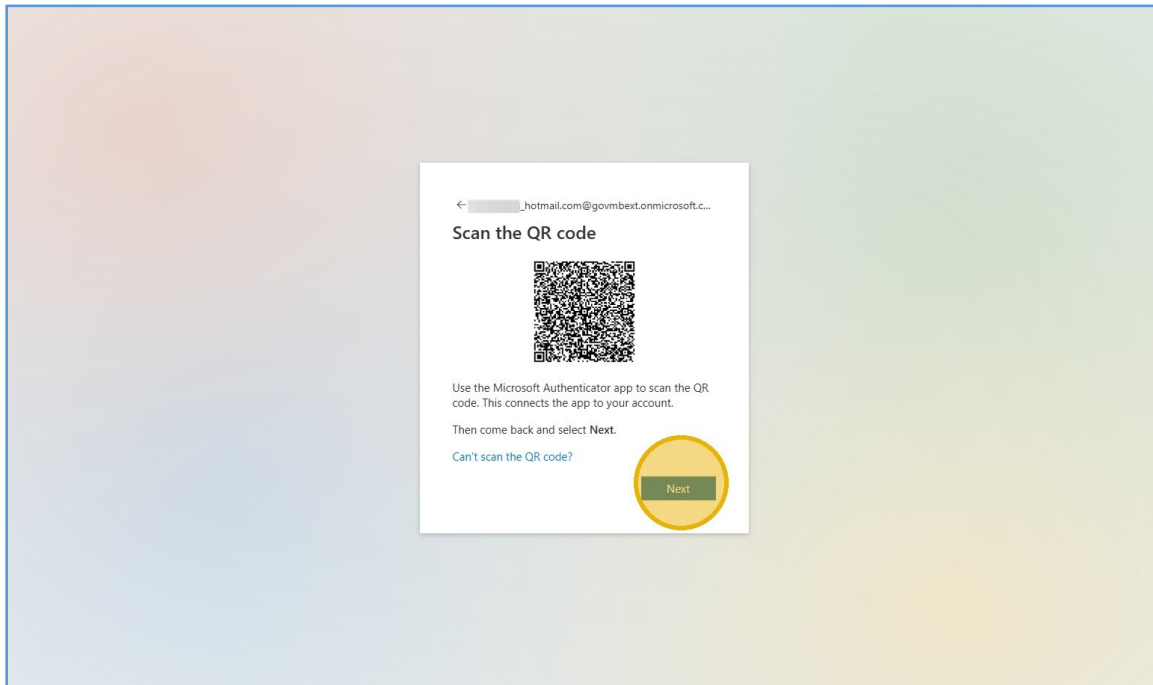 _hotmail.com@govmbext.onmicrosoft.c...
Scan the QR code
Use the Microsoft Authenticator app to scan the QR
code. This connects the app to your account.
Then come back and select Next.
Can't scan the QR code?
Next